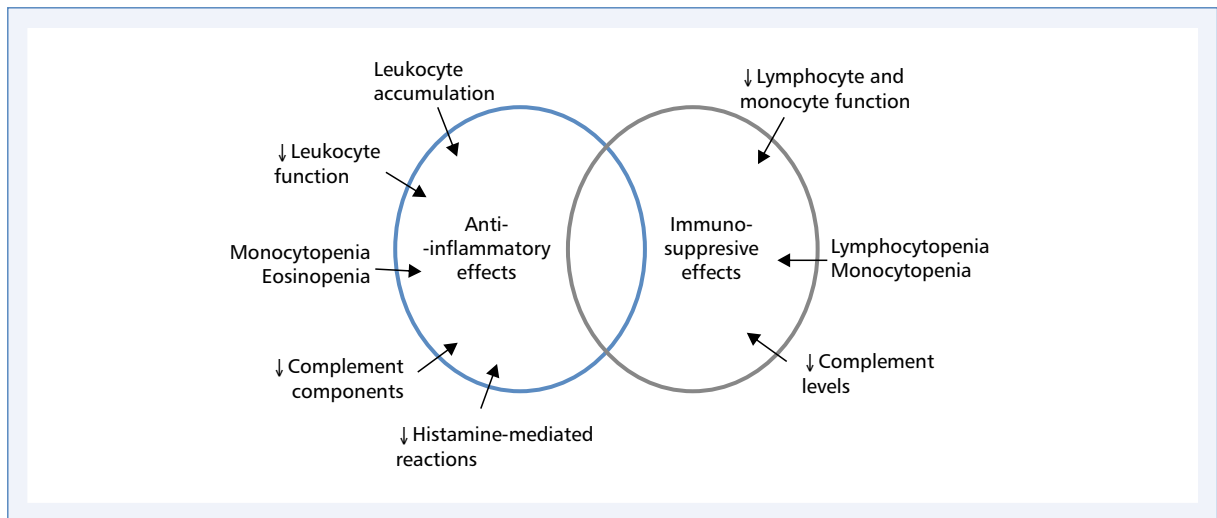 Leukocyte
accumulation
↓ Leukocyte
function
Monocytopenia
Eosinopenia
↓ Complement
components
↓ Histamine-mediated
reactions
Anti-
-inflammatory
effects
Immuno-
suppresive
effects
↓ Lymphocyte and
monocyte function
Lymphocytopenia
Monocytopenia
↓ Complement
levels